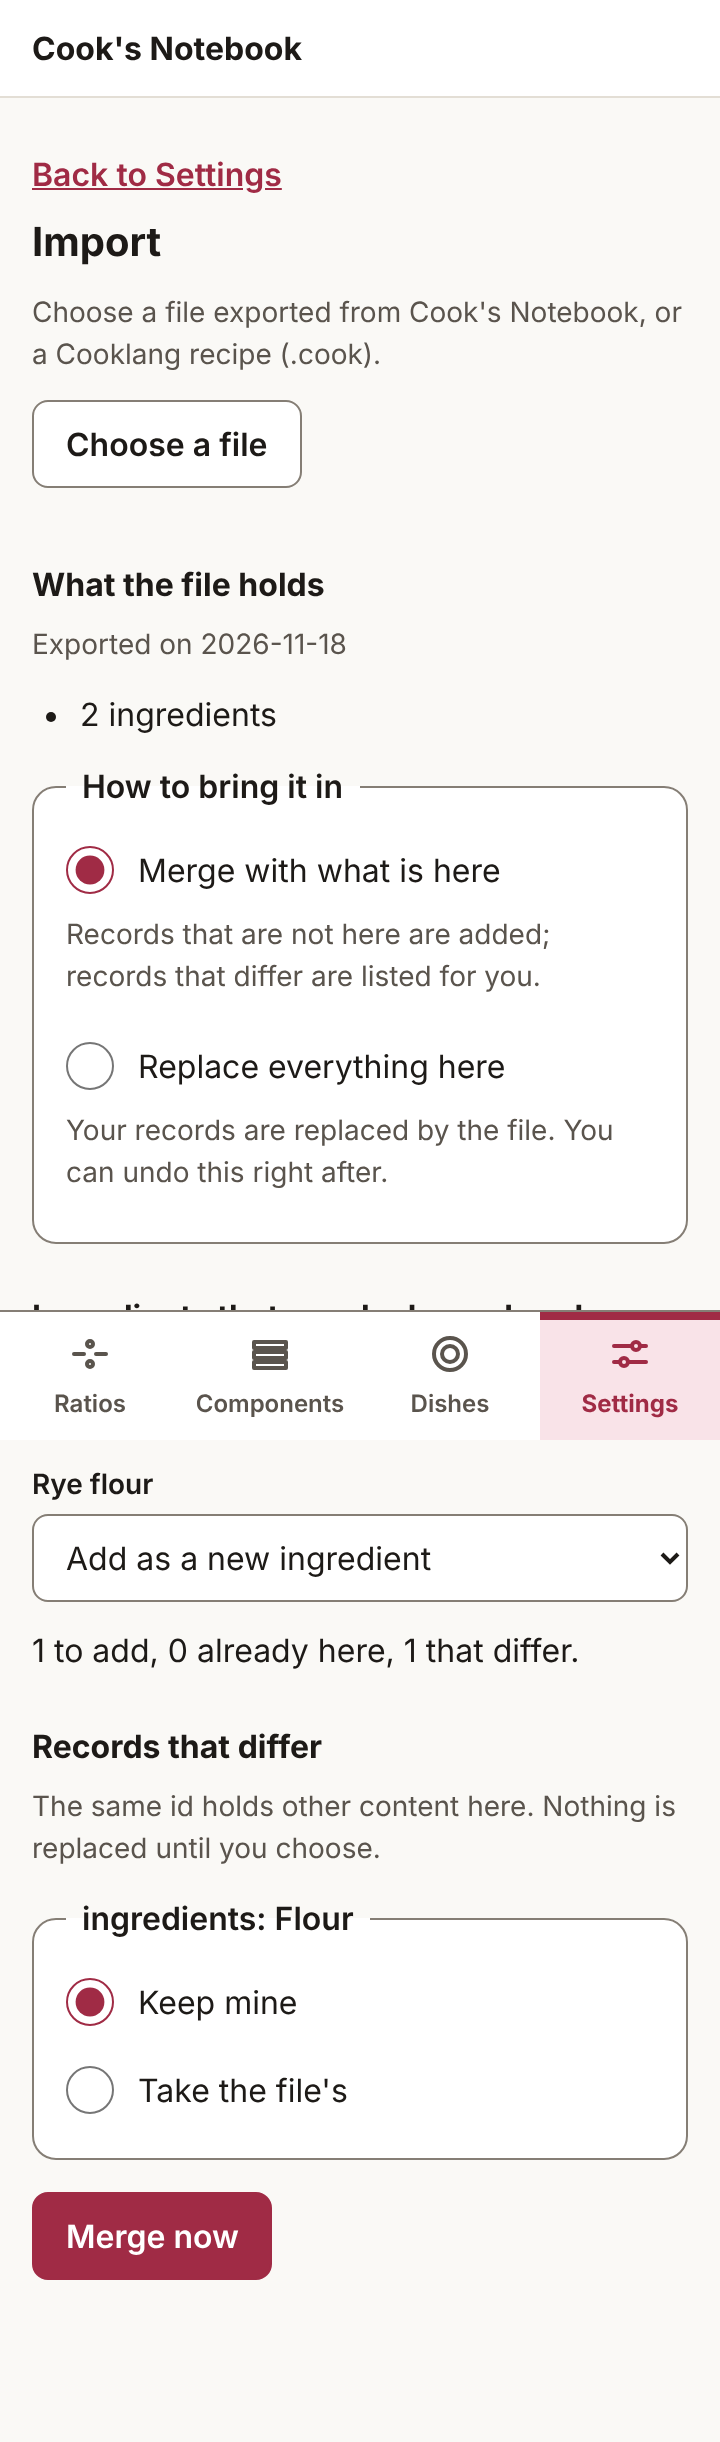 Cook's Notebook
Back to Settings
Import
Choose a file exported from Cook's Notebook, or
a Cooklang recipe (.cook).
Choose a file
What the file holds
Exported on 2026-11-18
2 ingredients
How to bring it in
Merge with what is here
Records that are not here are added;
records that differ are listed for you.
Replace everything here
Your records are replaced by the file. You
can undo this right after.
Ratios
Components
Dishes
Settings
Rye flour
Add as a new ingredient
1 to add, 0 already here, 1 that differ.
Records that differ
The same id holds other content here. Nothing is
replaced until you choose.
ingredients: Flour
Keep mine
Take the file's
Merge now